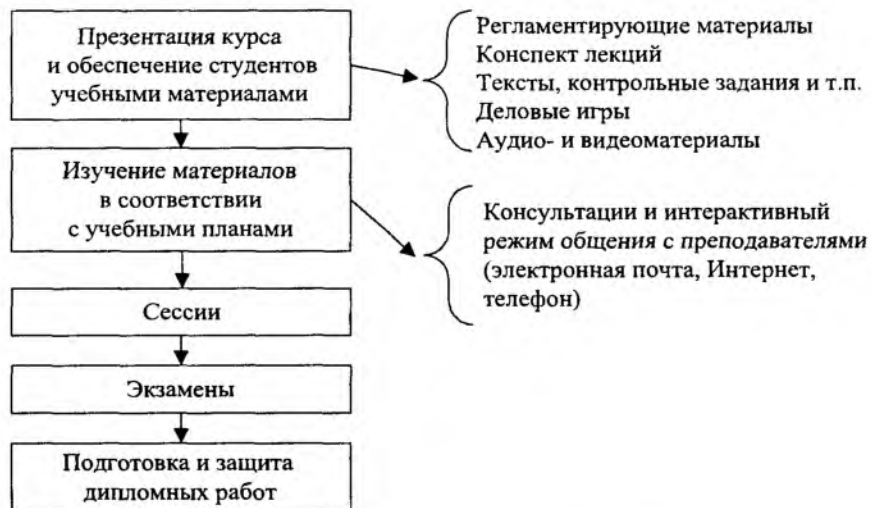 Презентация курса
и обеспечение студентов
учебными материалами
Регламентирующие материалы
Конспект лекций
Тексты, контрольные задания и т.п.
Деловые игры
Аудио- и видеоматериалы
Изучение материалов
в соответствии
с учебными планами
Консультации и интерактивный
режим общения с преподавателями
(электронная почта, Интернет,
телефон)
Сессии
Экзамены
Подготовка и защита
дипломных работ